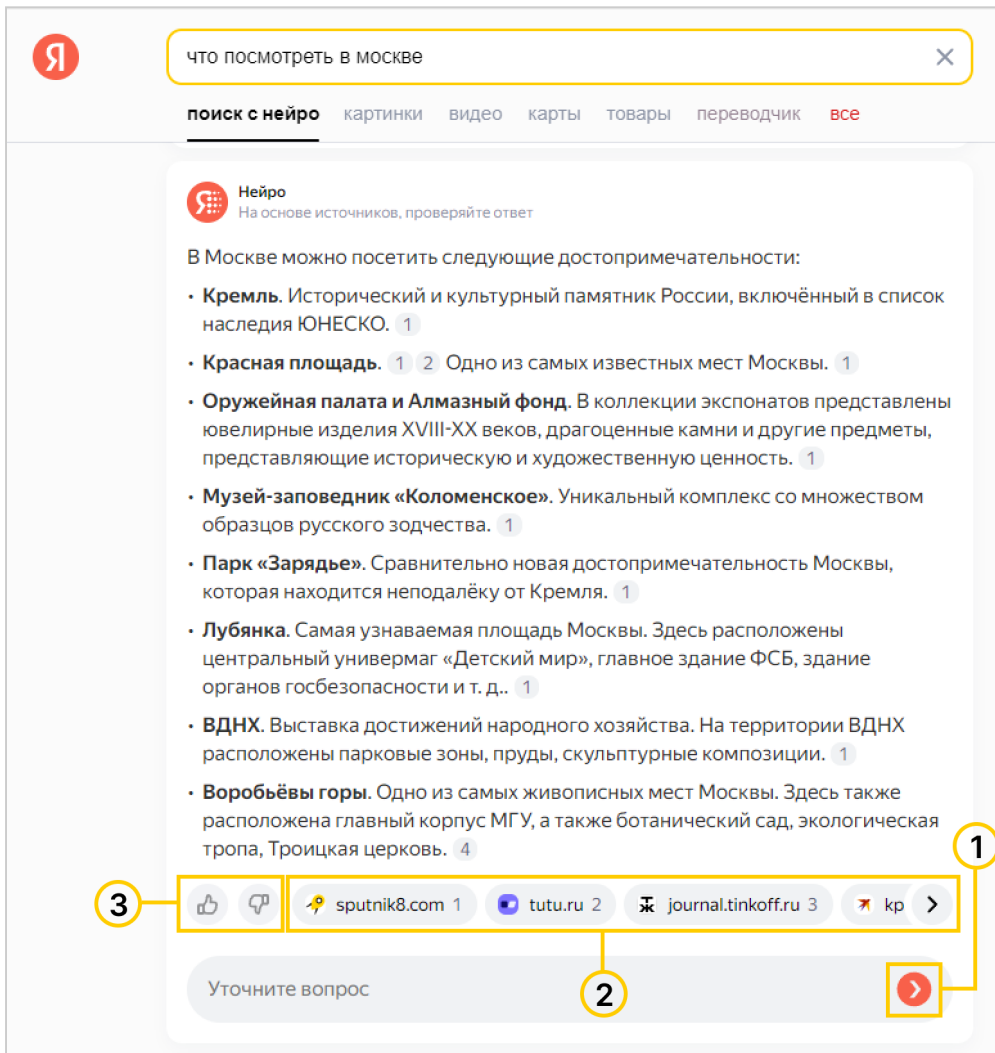 Я
что посмотреть в москве
поиск с нейро картинки видео карты товары переводчик все
Я
Нейро
На основе источников, проверяйте ответ
В Москве можно посетить следующие достопримечательности:
• Кремль. Исторический и культурный памятник России, включённый в список
наследия ЮНЕСКО. 1
• Красная площадь. 1 2 Одно из самых известных мест Москвы. 1
• Оружейная палата и Алмазный фонд. В коллекции экспонатов представлены
ювелирные изделия XVIII-XX веков, драгоценные камни и другие предметы,
представляющие историческую и художественную ценность. 1
• Музей-заповедник «Коломенское». Уникальный комплекс со множеством
образцов русского зодчества. 1
• Парк «Зарядье». Сравнительно новая достопримечательность Москвы,
которая находится неподалёку от Кремля. 1
• Лубянка. Самая узнаваемая площадь Москвы. Здесь расположены
центральный универмаг «Детский мир», главное здание ФСБ, здание
органов госбезопасности и т. д.. 1
• ВДНХ. Выставка достижений народного хозяйства. На территории ВДНХ
расположены парковые зоны, пруды, скульптурные композиции. 1
• Воробьёвы горы. Одно из самых живописных мест Москвы. Здесь также
расположена главный корпус МГУ, а также ботанический сад, экологическая
тропа, Троицкая церковь. 4
1
3
sputnik8.com 1 tutu.ru 2 journal.tinkoff.ru 3 kp
Уточните вопрос
2